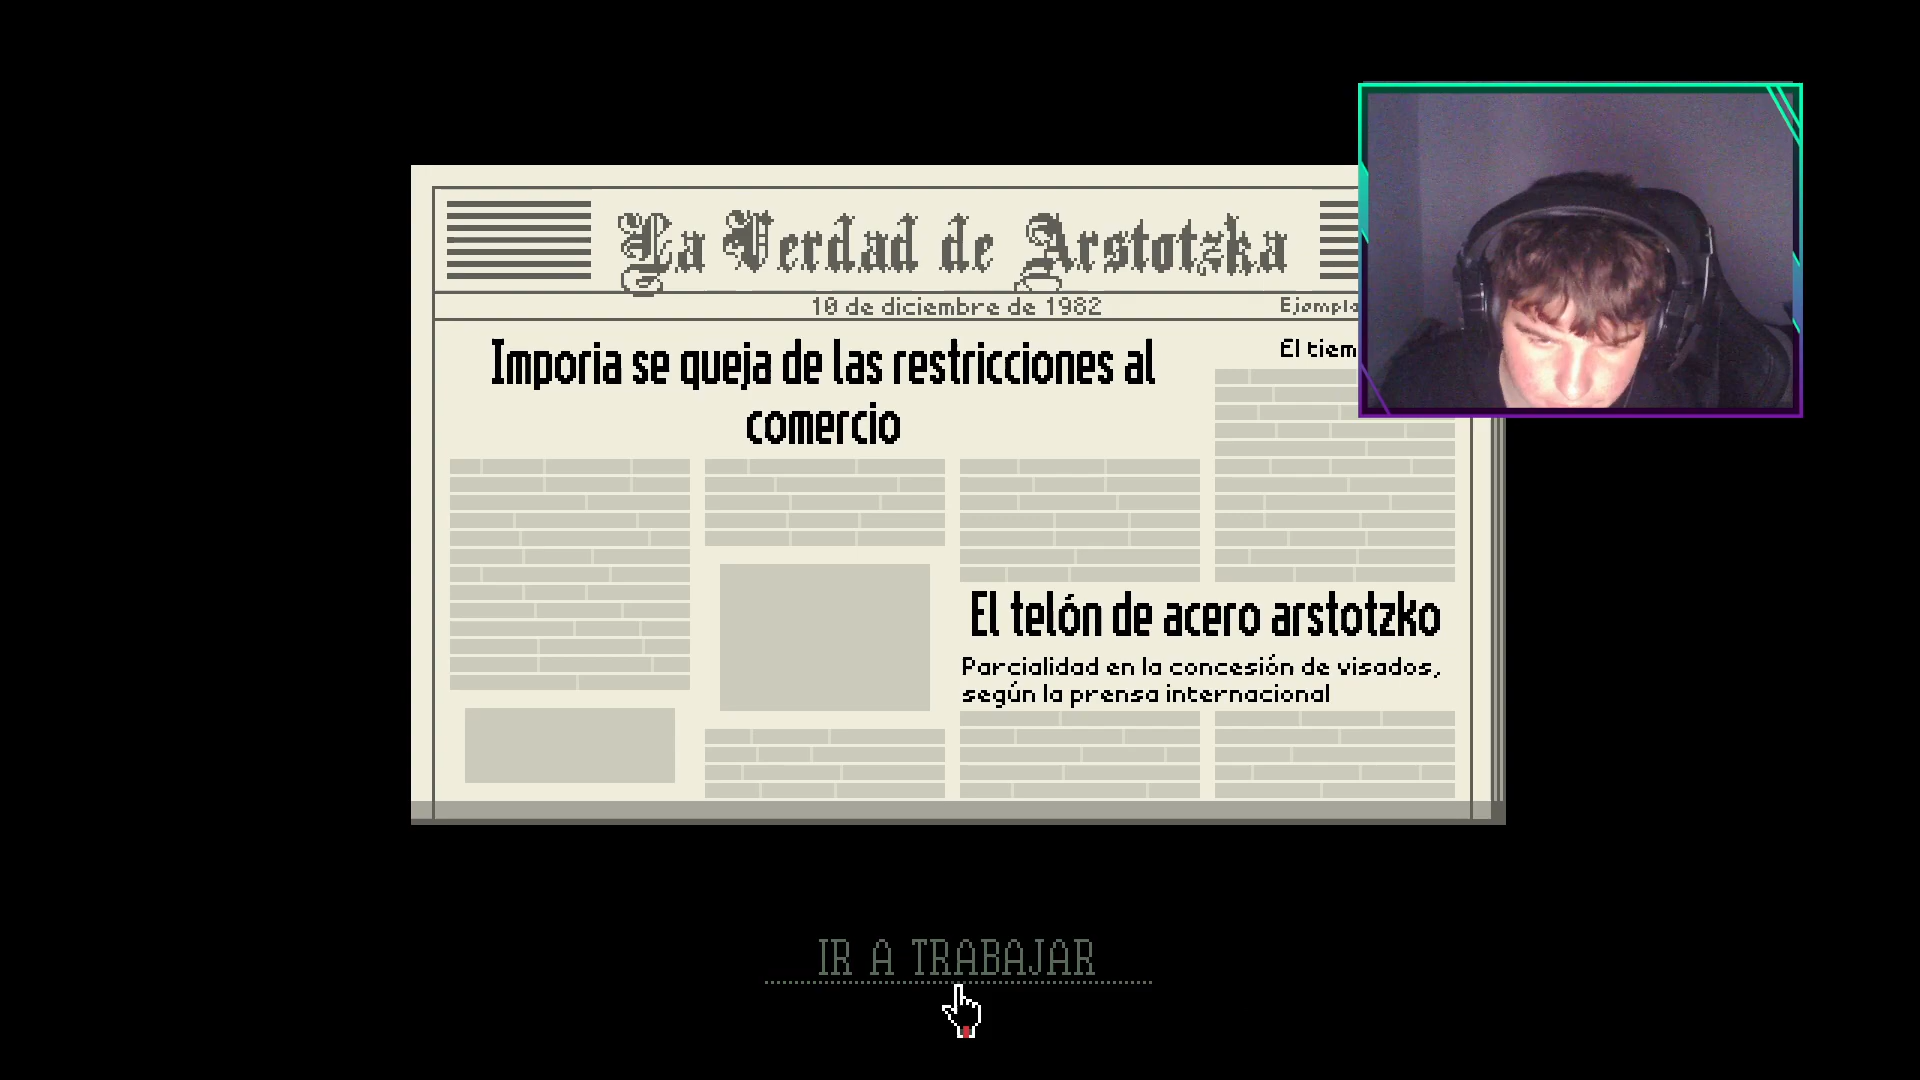 La Verdad de Arstotzka
10 de diciembre de 1982
Imporia se queja de las restricciones al
comercio
El telón de acero arstotzko
Parcialidad en la concesión de visados,
según la prensa internacional
IR A TRABAJAR